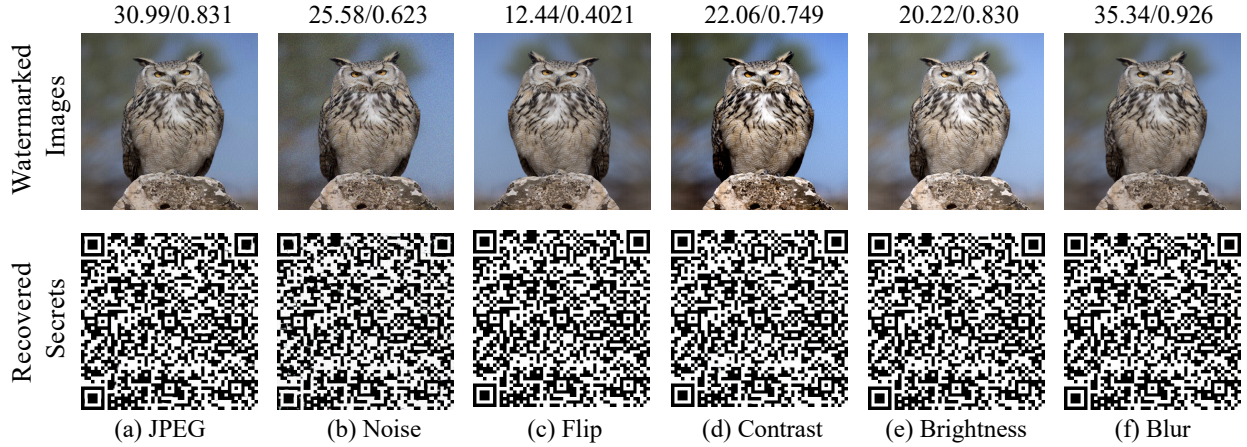 30.99/0.831 25.58/0.623 12.44/0.4021 22.06/0.749 20.22/0.830 35.34/0.926
Watermarked
Images
Recovered
Secrets
(a) JPEG (b) Noise (c) Flip (d) Contrast (e) Brightness (f) Blur